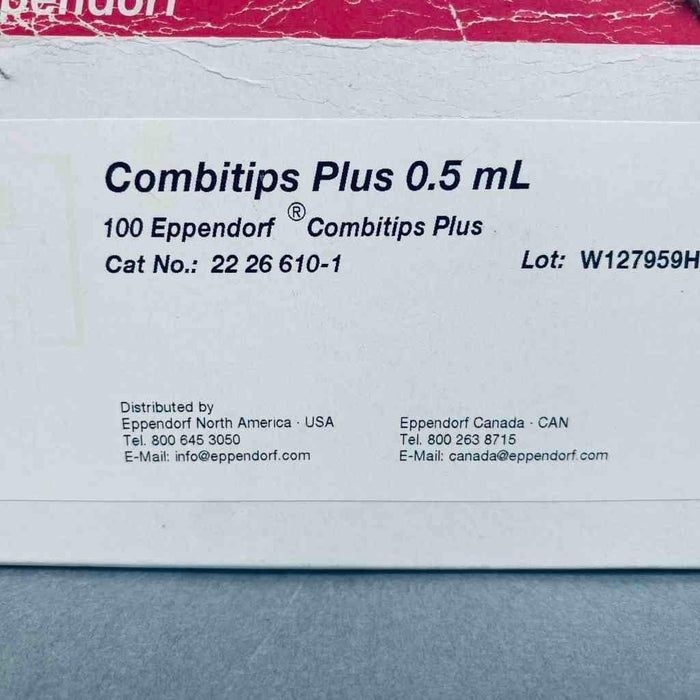 eppendorf
Combitips Plus 0.5 mL
100 Eppendorf ® Combitips Plus
Cat No.: 22 26 610-1 Lot: W127959H
Distributed by
Eppendorf North America · USA
Tel. 800 645 3050
E-Mail: info@eppendorf.com
Eppendorf Canada · CAN
Tel. 800 263 8715
E-Mail: canada@eppendorf.com